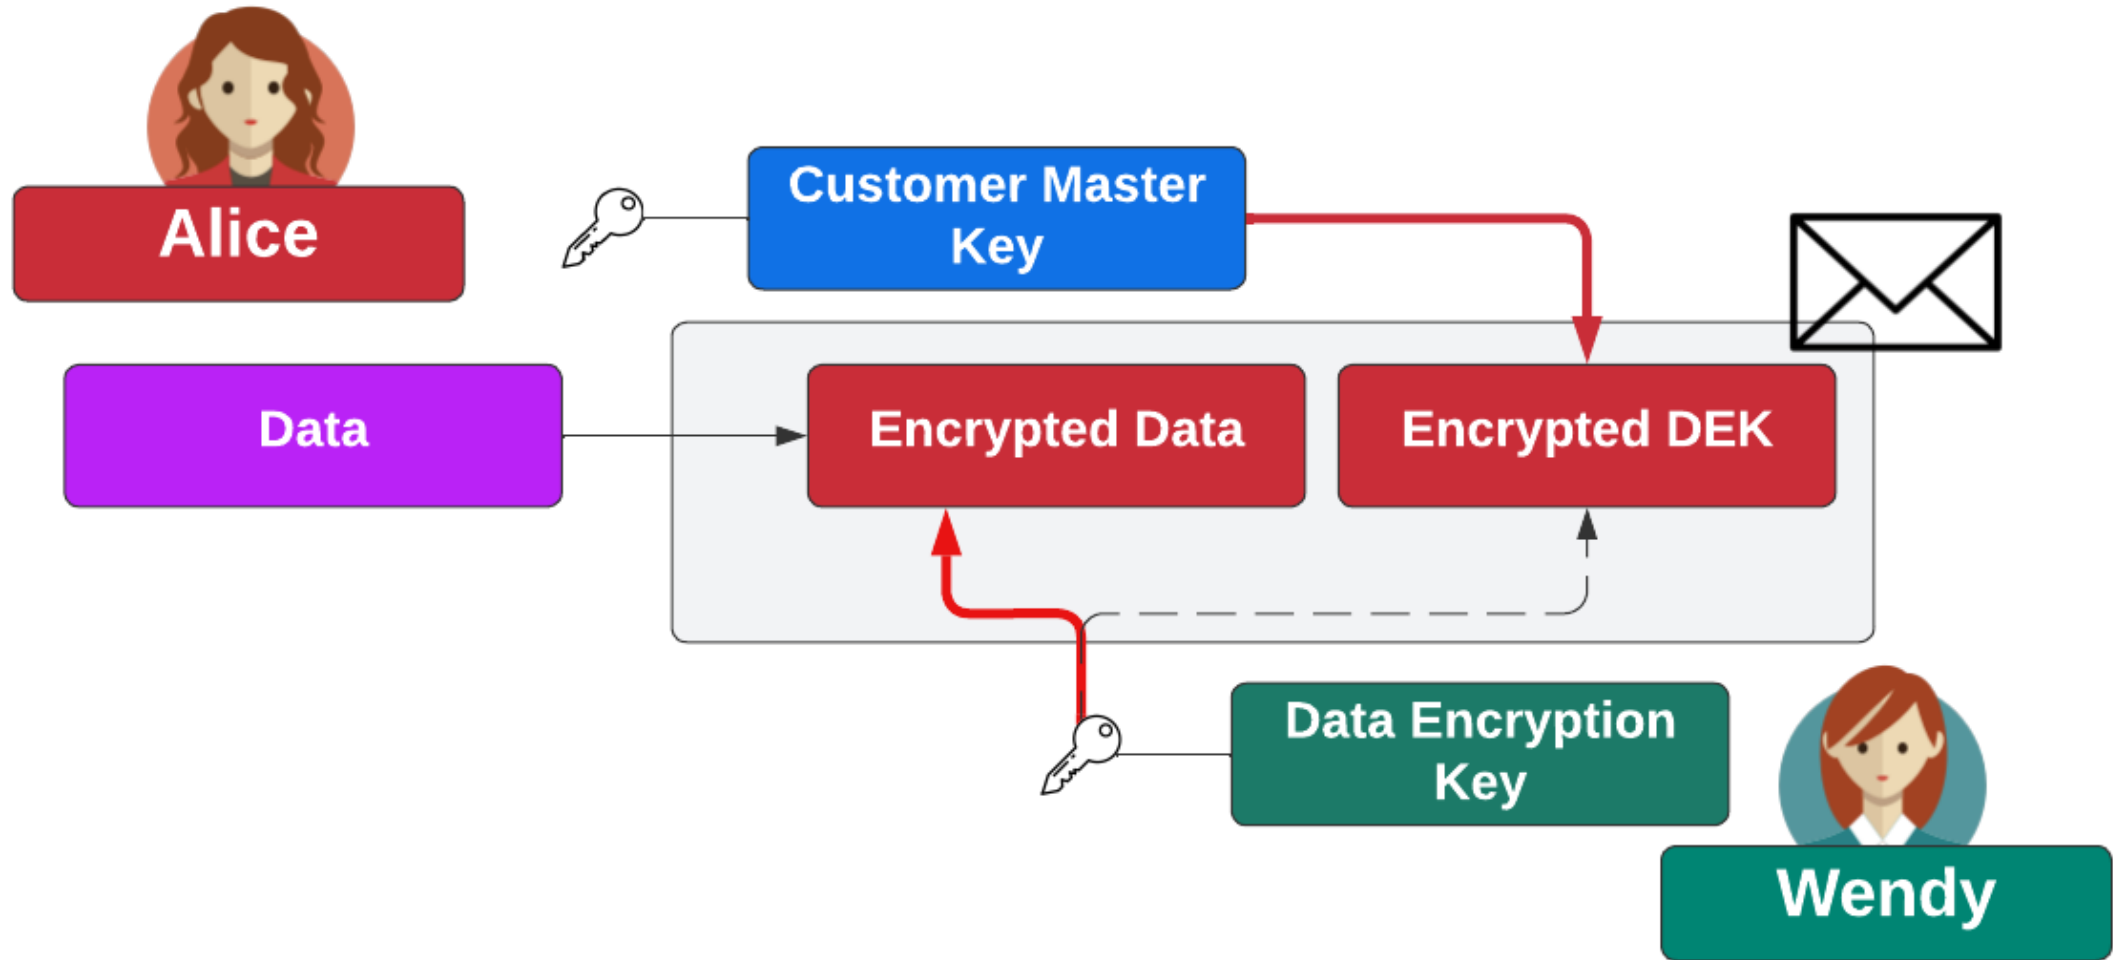 Alice
Customer Master
Key
Data
Encrypted Data
Encrypted DEK
Data Encryption
Key
Wendy